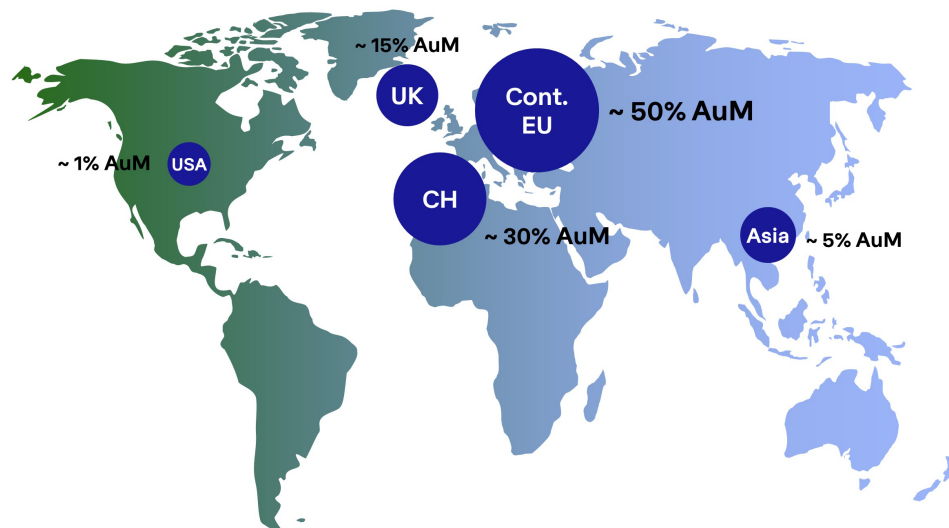 ~ 15% AuM
UK
Cont.
EU
~ 50% AuM
~ 1% AuM
USA
CH
~ 30% AuM
Asia
~ 5% AuM